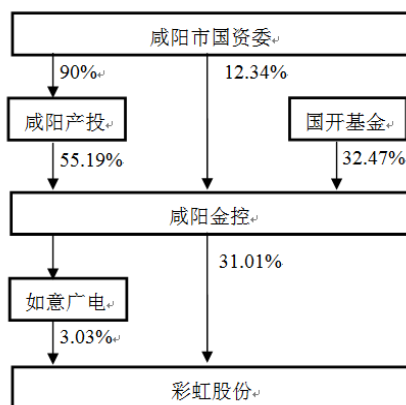 咸阳市国资委
90%
12.34%
咸阳产投
国开基金
55.19%
32.47%
咸阳金控
31.01%
如意广电
3.03%
彩虹股份